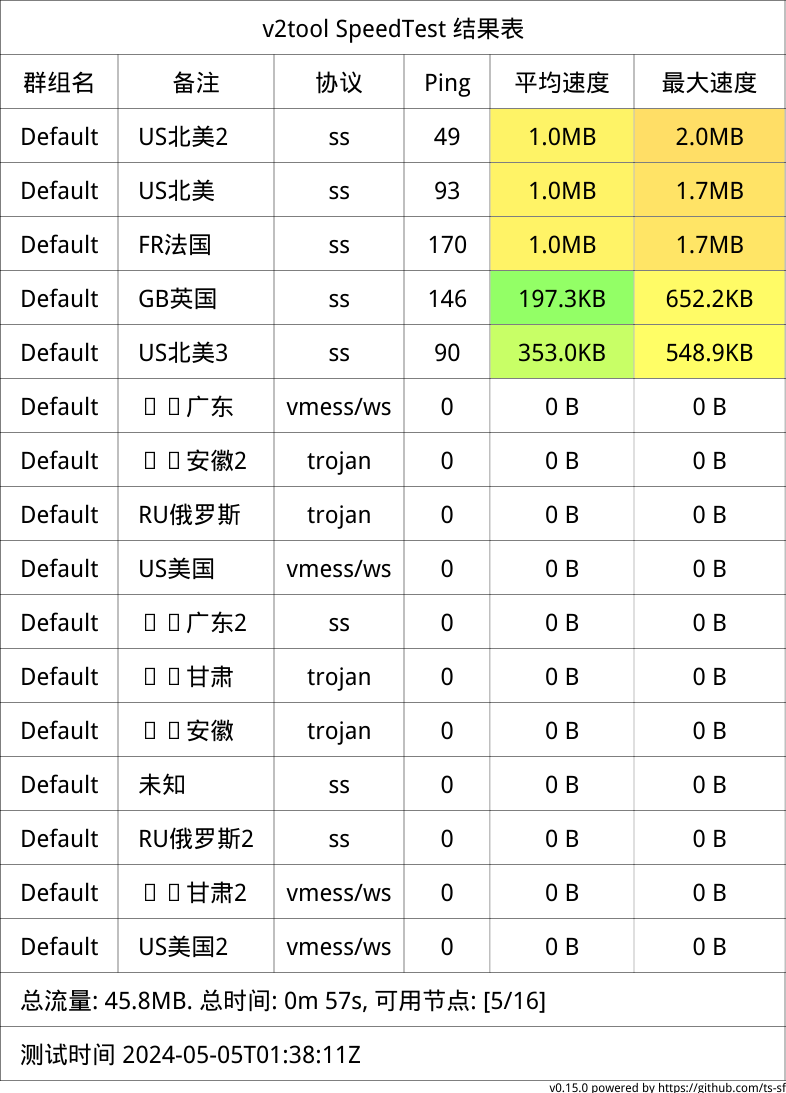 v2tool SpeedTest 结果表
群组名 备注 协议 Ping 平均速度 最大速度
Default US北美2 ss 49 1.0MB 2.0MB
Default US北美 ss 93 1.0MB 1.7MB
Default FR法国 ss 170 1.0MB 1.7MB
Default GB英国 ss 146 197.3KB 652.2KB
Default US北美3 ss 90 353.0KB 548.9KB
Default 广东 vmess/ws 0 0 B 0 B
Default 安徽2 trojan 0 0 B 0 B
Default RU俄罗斯 trojan 0 0 B 0 B
Default US美国 vmess/ws 0 0 B 0 B
Default 广东2 ss 0 0 B 0 B
Default 甘肃 trojan 0 0 B 0 B
Default 安徽 trojan 0 0 B 0 B
Default 未知 ss 0 0 B 0 B
Default RU俄罗斯2 ss 0 0 B 0 B
Default 甘肃2 vmess/ws 0 0 B 0 B
Default US美国2 vmess/ws 0 0 B 0 B
总流量: 45.8MB. 总时间: 0m 57s, 可用节点: [5/16]
测试时间 2024-05-05T01:38:11Z
v0.15.0 powered by https://github.com/ts-sf